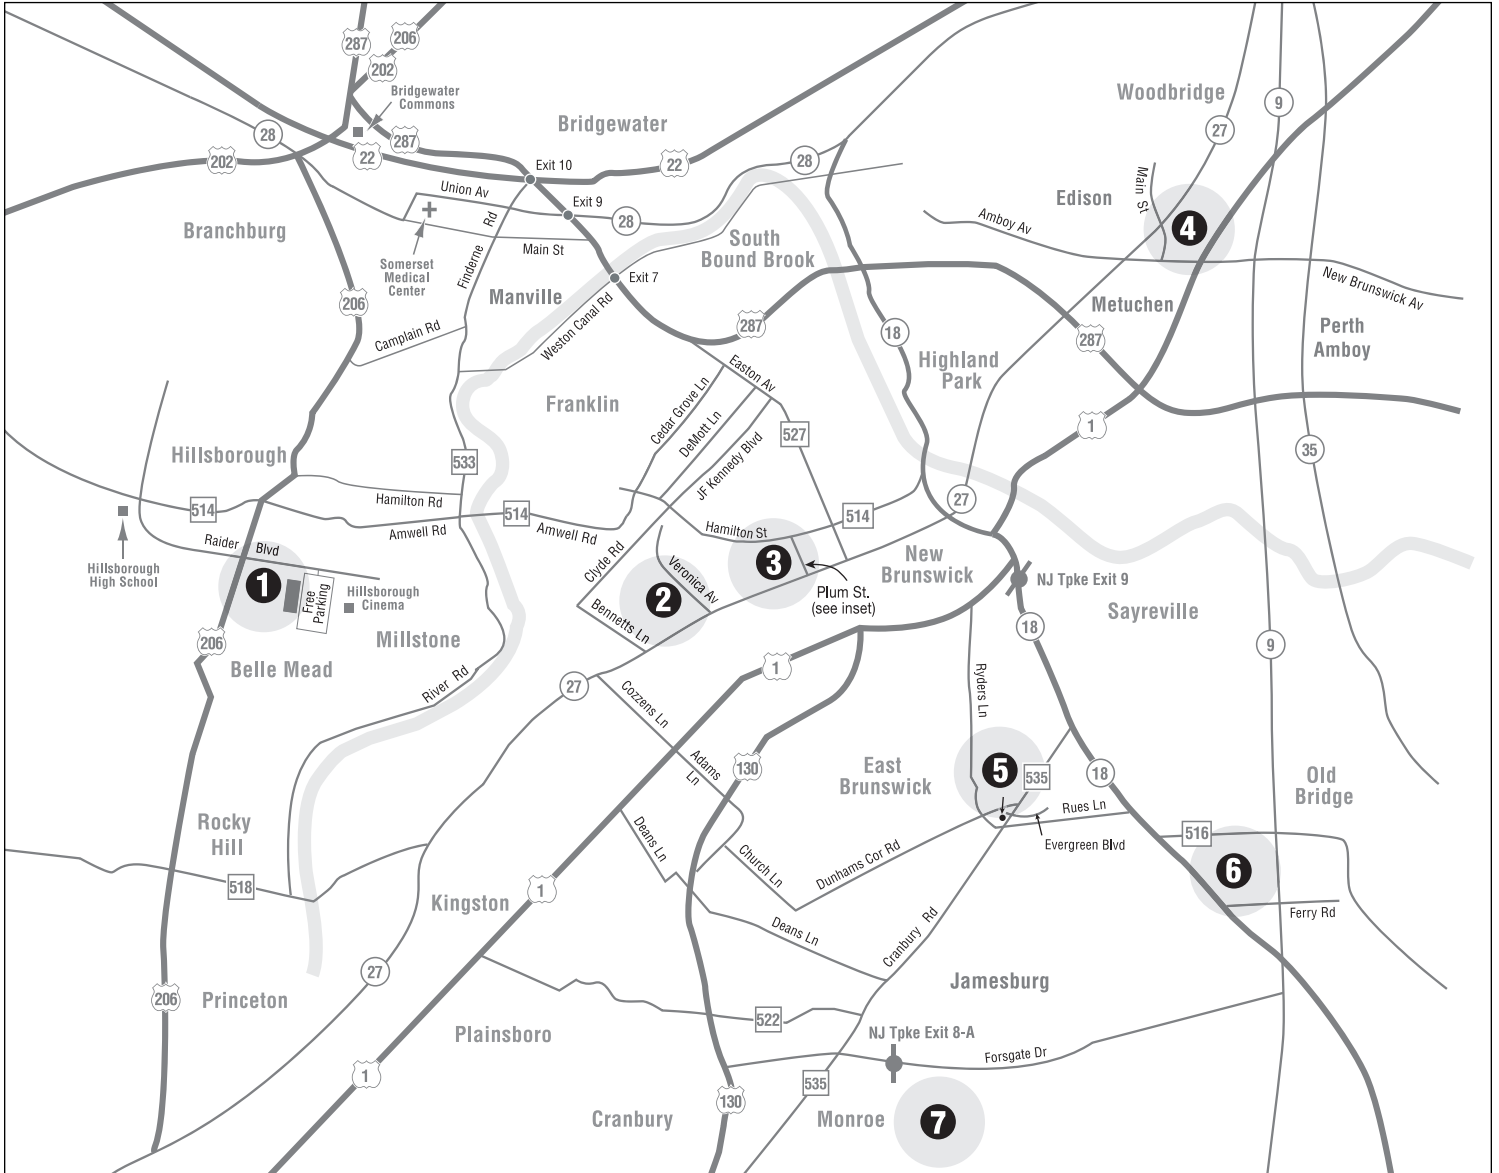 287
206
202
Bridgewater
Commons
Woodbridge
9
27
Bridgewater
28
287
202
22
22
28
Exit 10
Union Av
Exit 9
28
Main St
Edison
4
Amboy Av
Branchburg
Rd
Finderne
Main St
South
Bound Brook
Somerset
Medical
Center
Exit 7
New Brunswick Av
Manville
Metuchen
206
Camplain Rd
Weston Canal Rd
287
18
287
Perth
Amboy
Highland
Park
Easton Av
Franklin
Cedar Grove Ln
DeMott Ln
JF Kennedy Blvd
527
1
35
Hillsborough
533
Hamilton Rd
27
514
514
514
Amwell Rd
Amwell Rd
Hamilton St
Hillsborough
High School
Raider Blvd
1
Free
Parking
Hillsborough
Cinema
Clyde Rd
Veronica Av
2
3
New
Brunswick
Plum St.
(see inset)
NJ Tpke Exit 9
Sayreville
Bennetts Ln
18
206
Millstone
Belle Mead
9
1
River Rd
27
Cozzens Ln
Ryders Ln
Adams
Ln
130
East
Brunswick
5
535
18
Old
Bridge
Rues Ln
Evergreen Blvd
516
Rocky
Hill
Deans Ln
Church Ln
Dunhams Cor Rd
6
518
1
Kingston
Ferry Rd
Deans Ln
Cranbury Rd
27
206
Princeton
Jamesburg
522
Plainsboro
NJ Tpke Exit 8-A
Forsgate Dr
1
535
130
Cranbury
Monroe
7